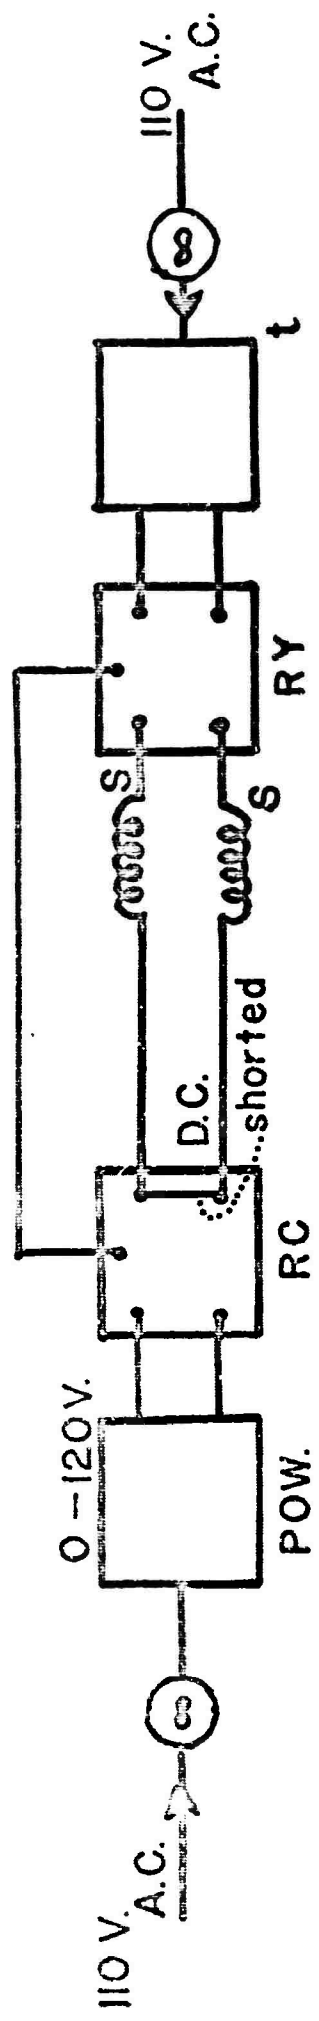 110 V.
A.C.
0-120V.
POW.
RC
D.C.
shorted
S
S
RY
t
110 V.
A.C.